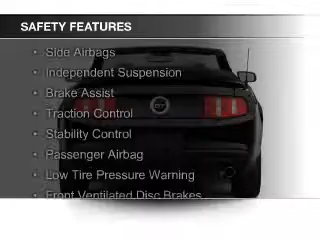 SAFETY FEATURES
• Side Airbags
• Independent Suspension
• Brake Assist
• Traction Control
• Stability Control
• Passenger Airbag
• Low Tire Pressure Warning
• Front Ventilated Disc Brakes
GT